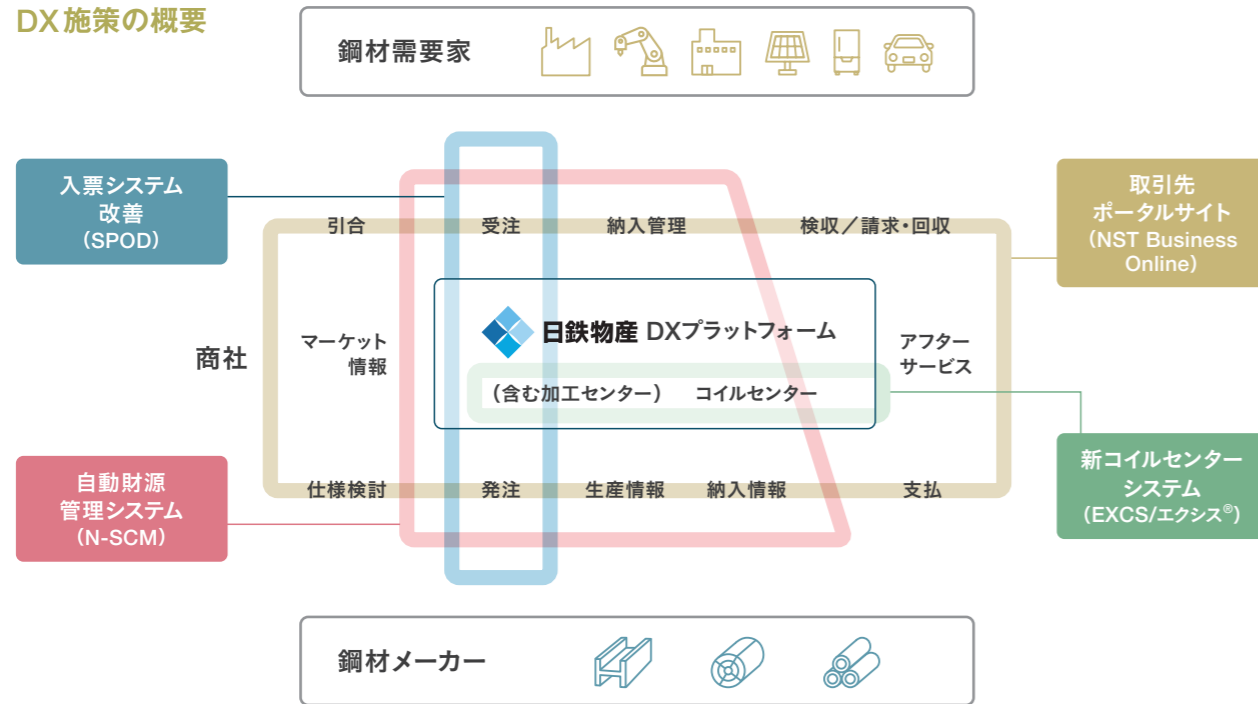 DX施策の概要
鋼材需要家
入票システム
改善
（SPOD）
取引先
ポータルサイト
（NST Business
Online）
引合
受注
納入管理
検収／請求・回収
商社
マーケット
情報
日鉄物産 DXプラットフォーム
（含む加工センター） コイルセンター
アフター
サービス
自動財源
管理システム
（N-SCM）
仕様検討
発注
生産情報
納入情報
支払
新コイルセンター
システム
（EXCS/エクシス®）
鋼材メーカー